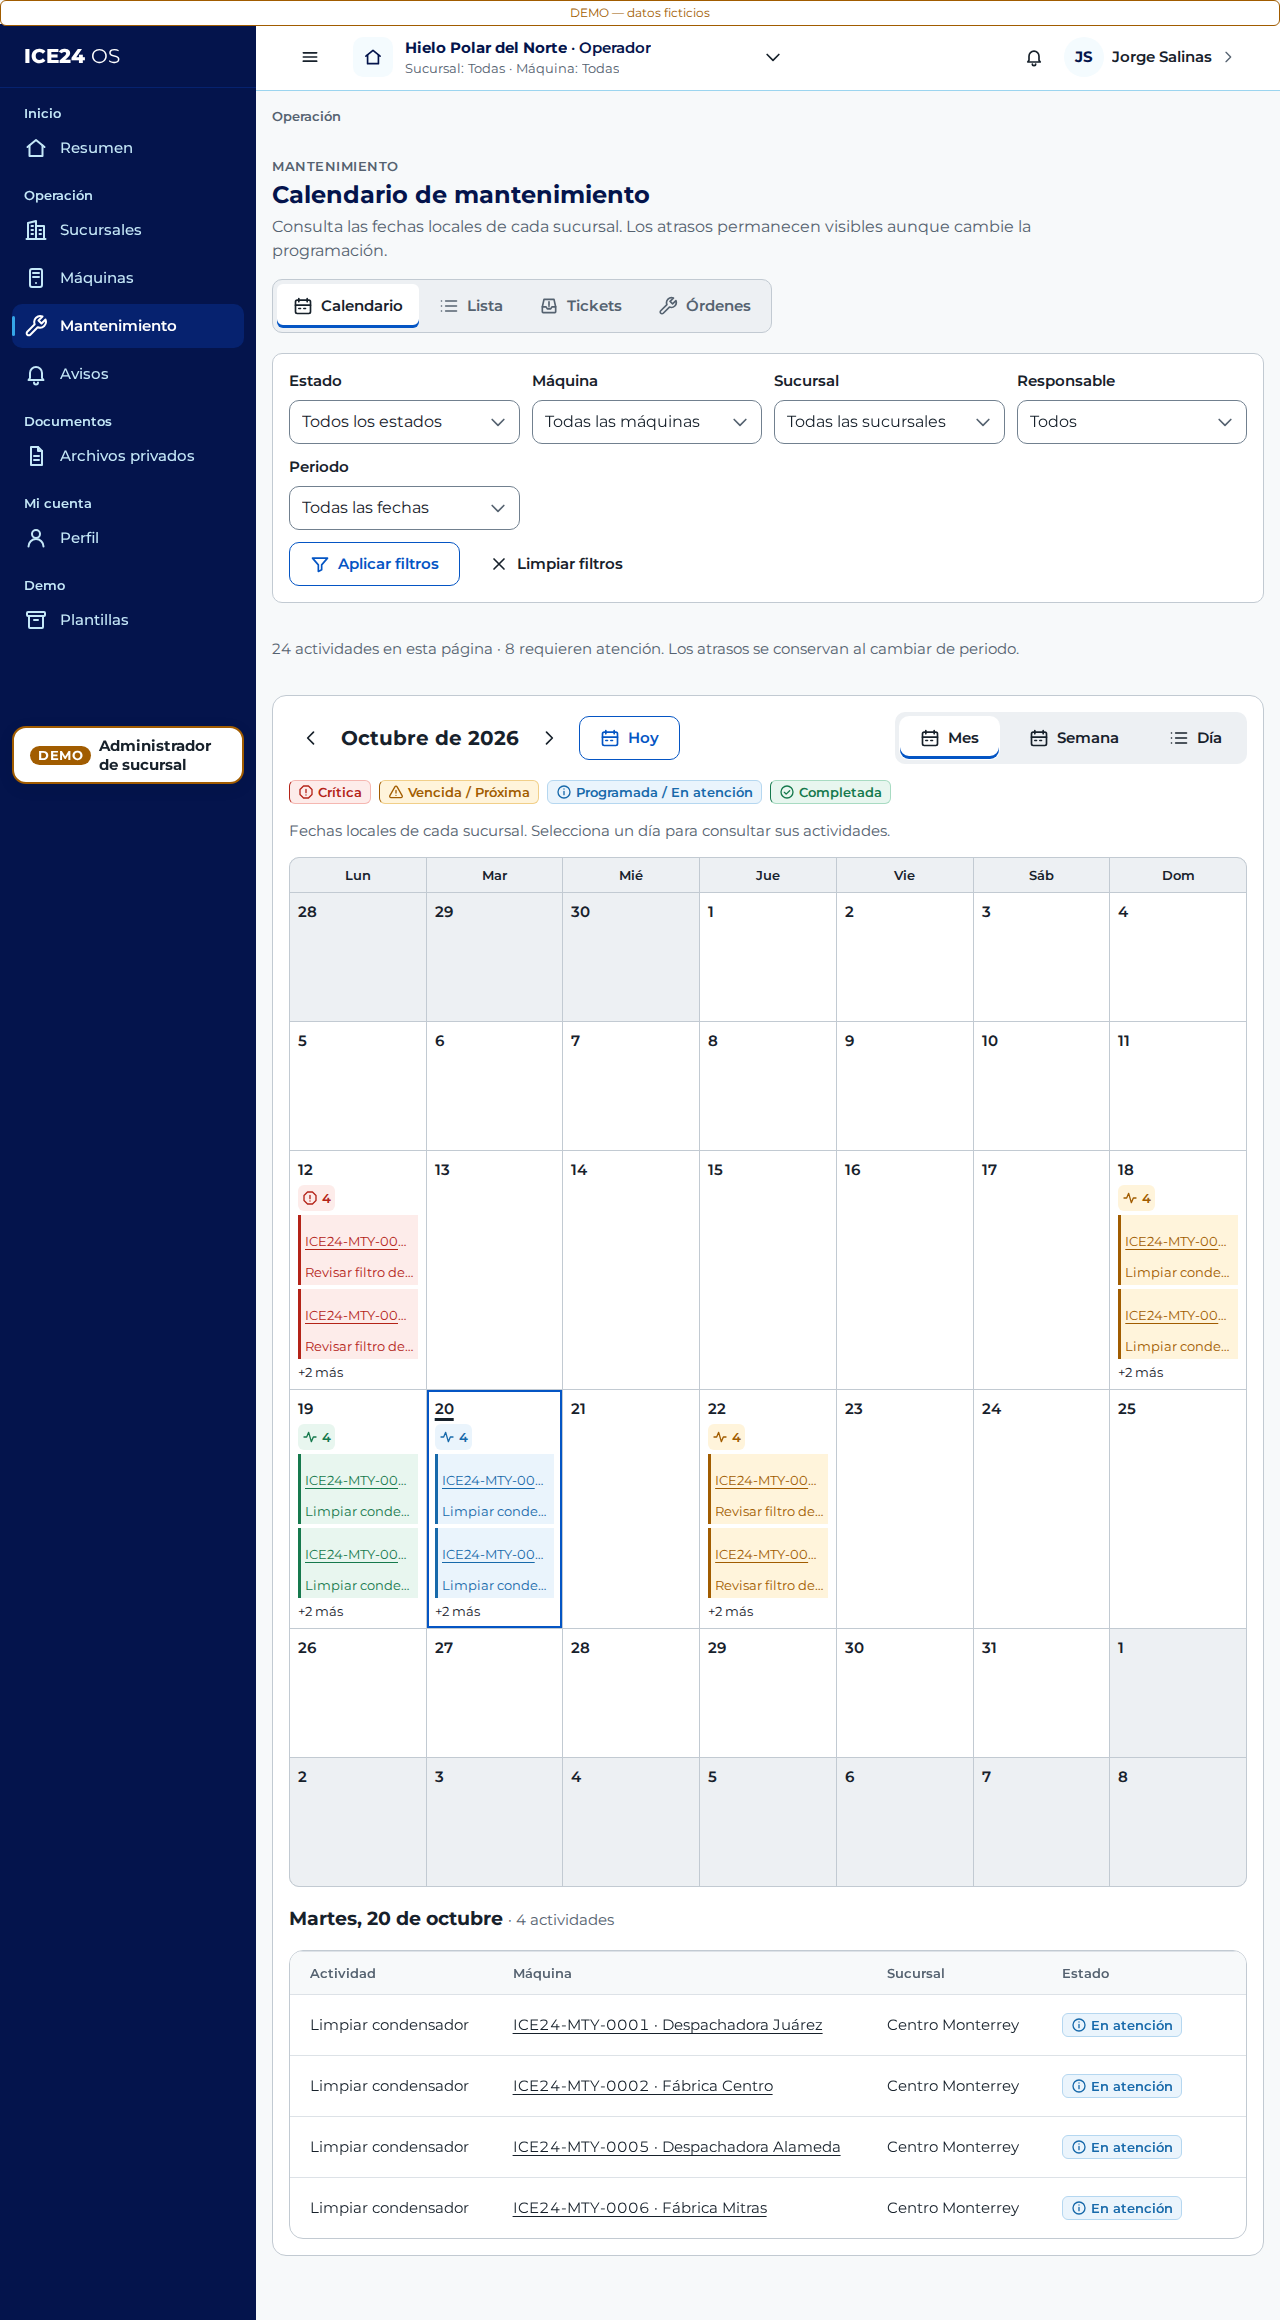 DEMO — datos ficticios
ICE24 OS
Inicio
Resumen
Operación
Sucursales
Máquinas
Mantenimiento
Avisos
Documentos
Archivos privados
Mi cuenta
Perfil
Demo
Plantillas
DEMO
Administrador
de sucursal
Hielo Polar del Norte · Operador
Sucursal: Todas · Máquina: Todas
JS Jorge Salinas
Operación
MANTENIMIENTO
Calendario de mantenimiento
Consulta las fechas locales de cada sucursal. Los atrasos permanecen visibles aunque cambie la
programación.
Calendario Lista Tickets Órdenes
Estado Máquina Sucursal Responsable
Todos los estados Todas las máquinas Todas las sucursales Todos
Periodo
Todas las fechas
Aplicar filtros Limpiar filtros
24 actividades en esta página · 8 requieren atención. Los atrasos se conservan al cambiar de periodo.
Octubre de 2026 Hoy Mes Semana Día
Crítica Vencida / Próxima Programada / En atención Completada
Fechas locales de cada sucursal. Selecciona un día para consultar sus actividades.
Lun Mar Mié Jue Vie Sáb Dom
28 29 30 1 2 3 4
5 6 7 8 9 10 11
12 13 14 15 16 17 18
4 4
ICE24-MTY-00... ICE24-MTY-00...
Revisar filtro de... Limpiar conde...
ICE24-MTY-00... ICE24-MTY-00...
Revisar filtro de... Limpiar conde...
+2 más +2 más
19 20 21 22 23 24 25
4 4 4
ICE24-MTY-00... ICE24-MTY-00... ICE24-MTY-00...
Limpiar conde... Limpiar conde... Revisar filtro de...
ICE24-MTY-00... ICE24-MTY-00... ICE24-MTY-00...
Limpiar conde... Limpiar conde... Revisar filtro de...
+2 más +2 más +2 más
26 27 28 29 30 31 1
2 3 4 5 6 7 8
Martes, 20 de octubre · 4 actividades
Actividad Máquina Sucursal Estado
Limpiar condensador ICE24-MTY-0001 · Despachadora Juárez Centro Monterrey En atención
Limpiar condensador ICE24-MTY-0002 · Fábrica Centro Centro Monterrey En atención
Limpiar condensador ICE24-MTY-0005 · Despachadora Alameda Centro Monterrey En atención
Limpiar condensador ICE24-MTY-0006 · Fábrica Mitras Centro Monterrey En atención